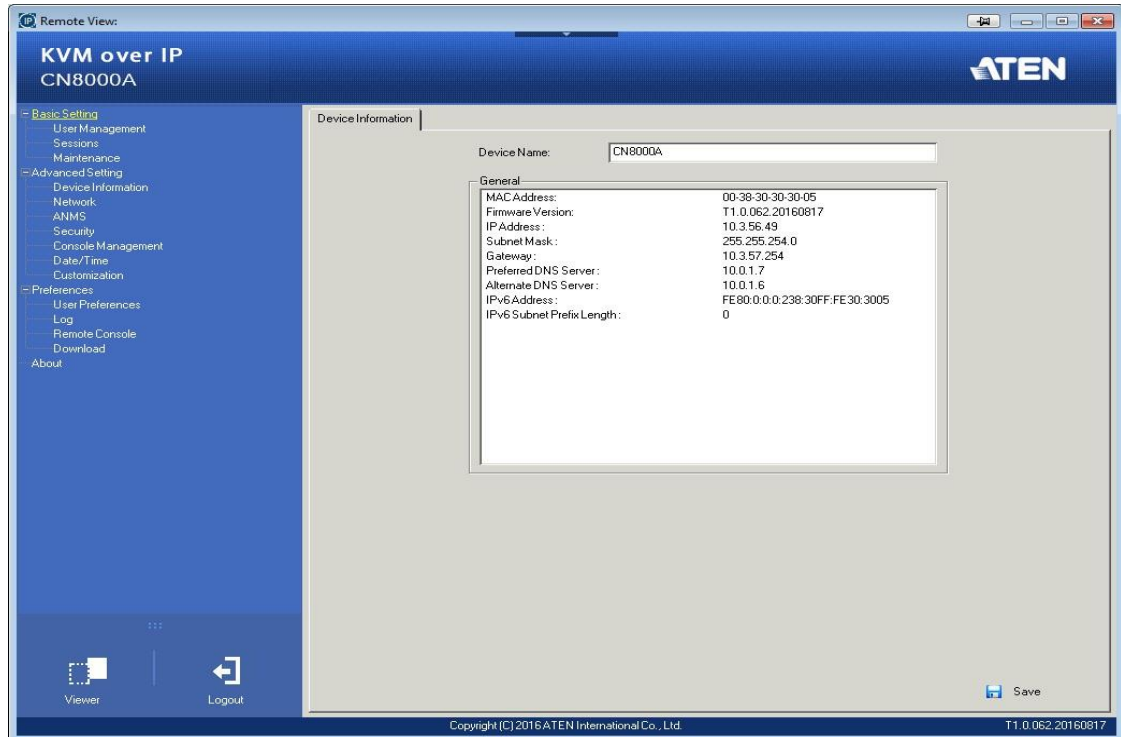 Remote View:
KVM over IP
CN8000A
ATEN
Basic Setting
User Management
Sessions
Maintenance
Advanced Setting
Device Information
Network
ANMS
Security
Console Management
Date/Time
Customization
Preferences
User Preferences
Log
Remote Console
Download
About
Viewer
Logout
Device Information
Device Name: CN8000A
General
MAC Address: 00-38-30-30-30-05
Firmware Version: T1.0.062.20160817
IP Address : 10.3.56.49
Subnet Mask : 255.255.254.0
Gateway : 10.3.57.254
Preferred DNS Server : 10.0.1.7
Alternate DNS Server : 10.0.1.6
IPv6 Address : FE80:0:0:0:238:30FF:FE30:3005
IPv6 Subnet Prefix Length : 0
Save
Copyright (C) 2016 ATEN International Co., Ltd.
T1.0.062.20160817